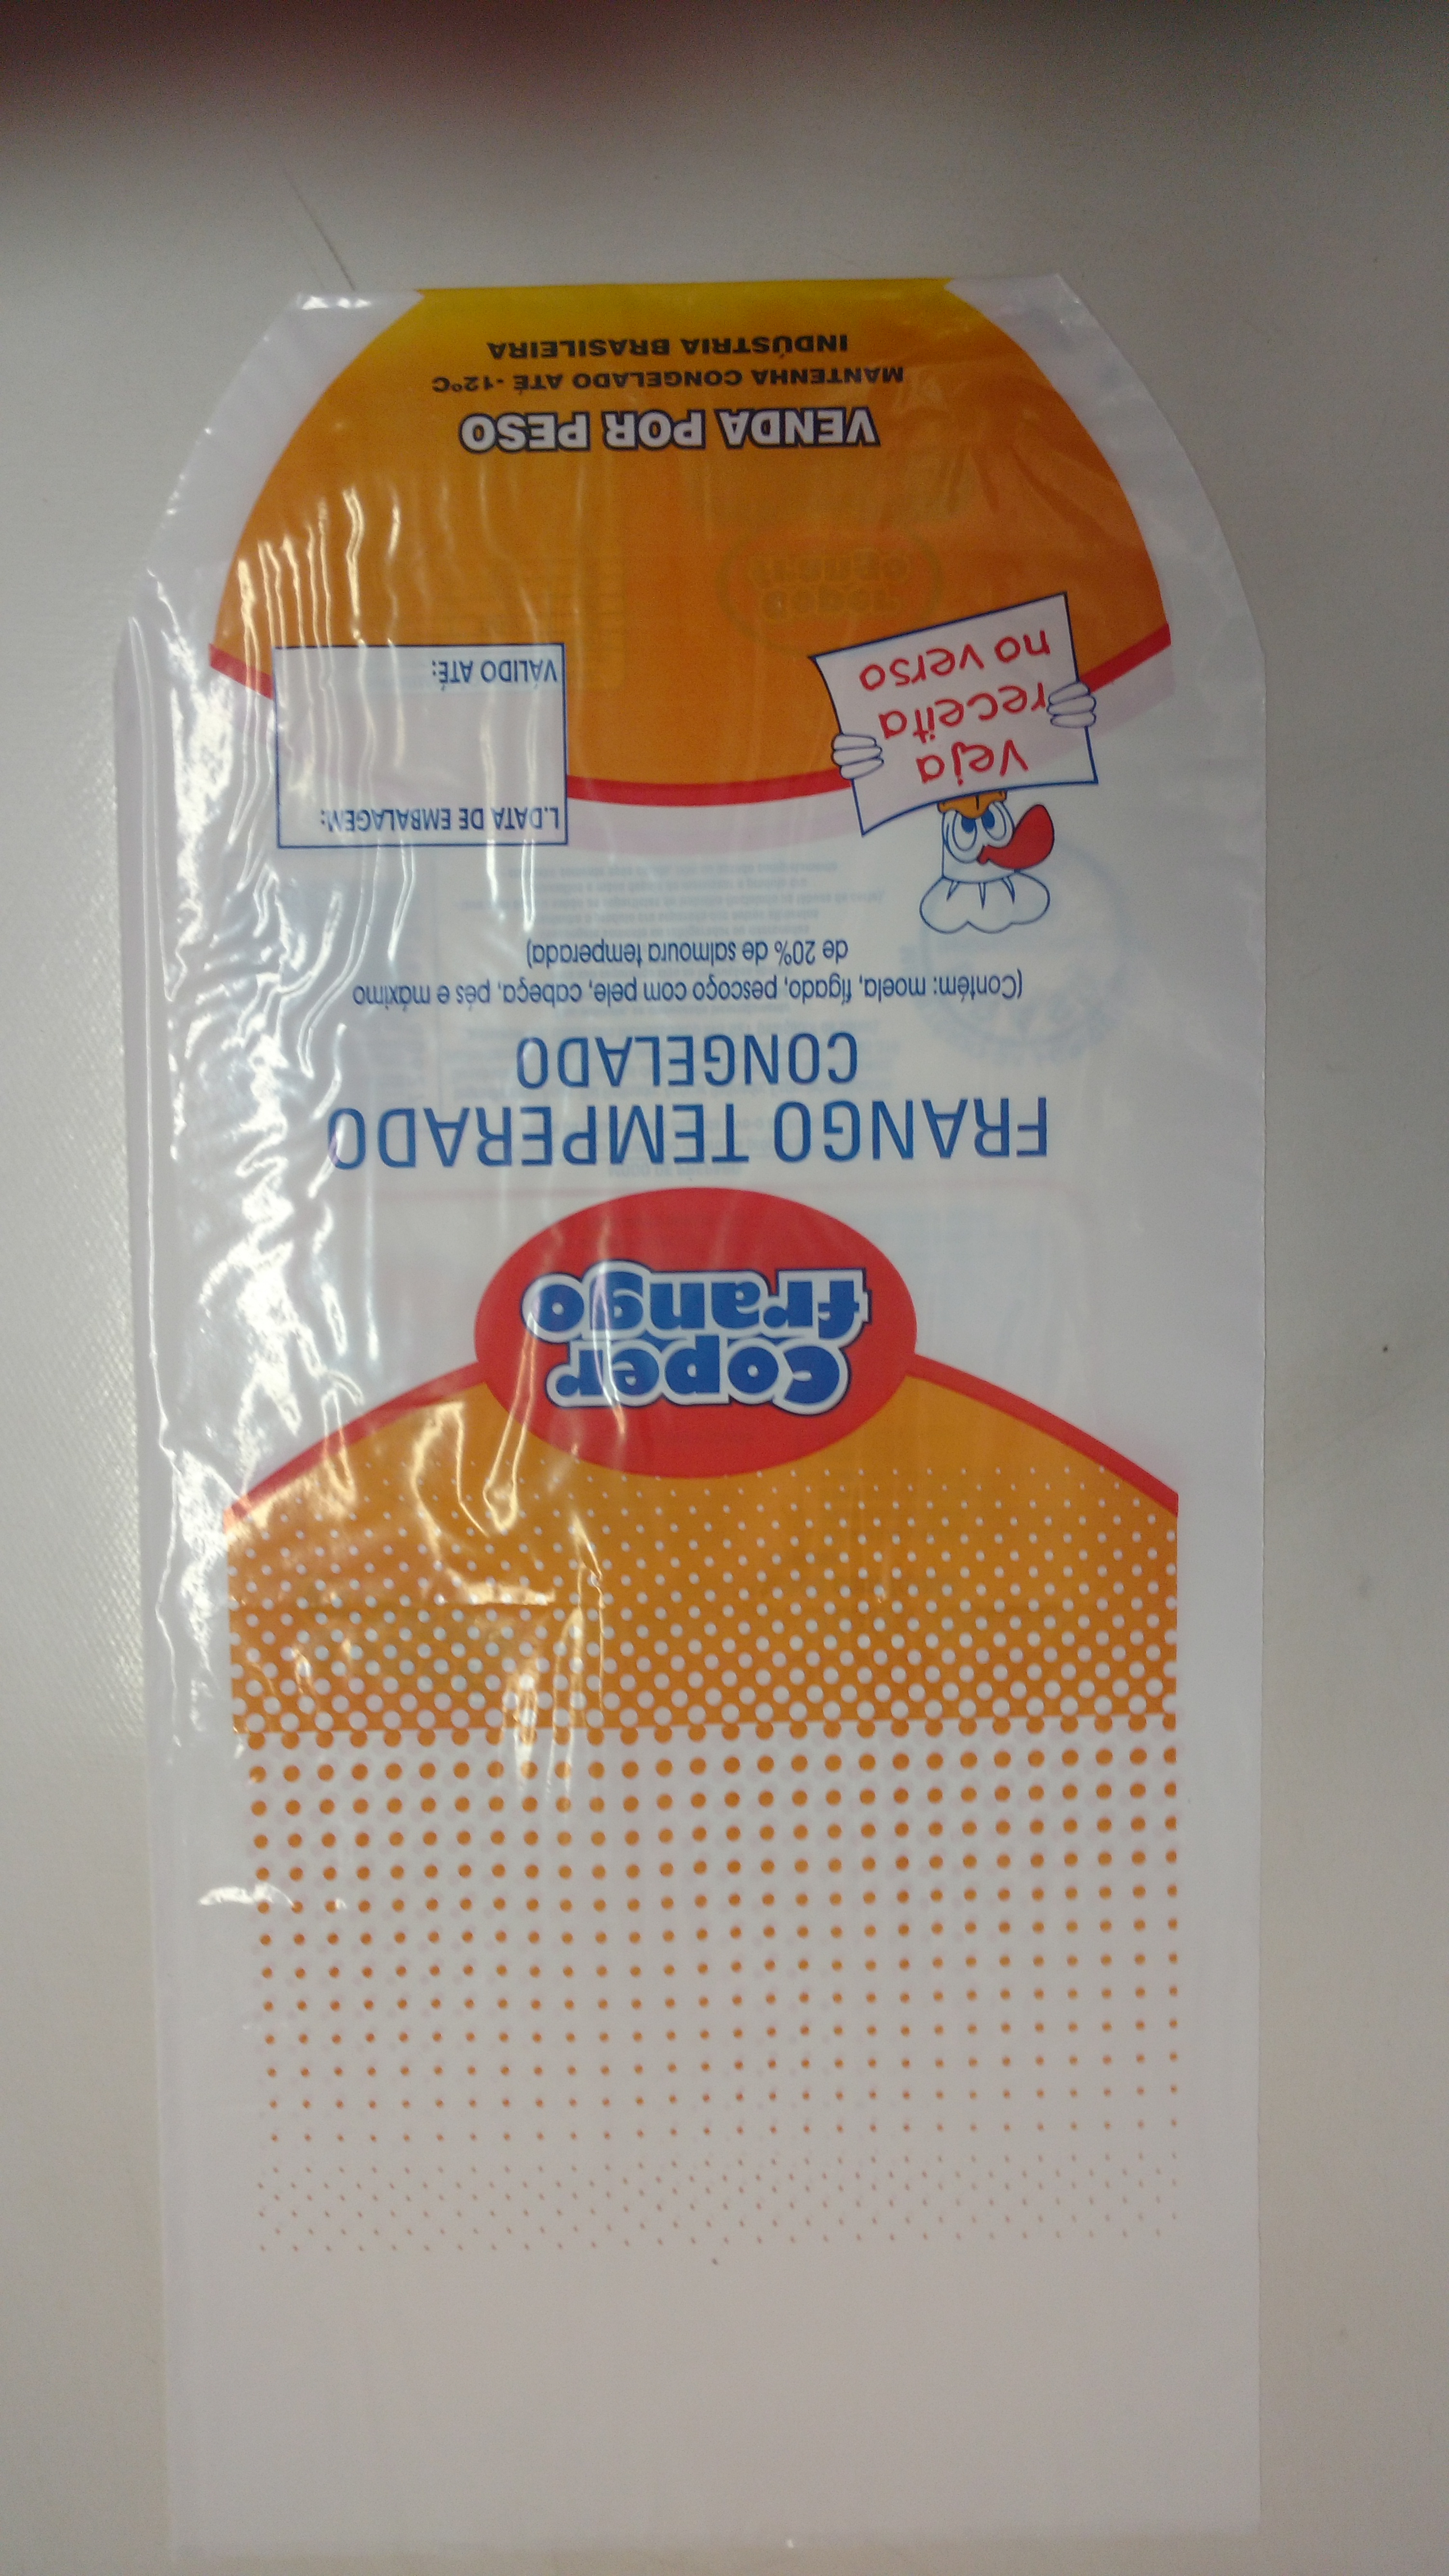 Coper
frango
FRANGO TEMPERADO
CONGELADO
(Contém: moela, fígado, pescoço com pele, cabeça, pés e máximo
de 20% de salmoura temperada)
Veja
receita
no verso
L.DATA DE EMBALAGEM:
VÁLIDO ATÉ:
VENDA POR PESO
MANTENHA CONGELADO ATÉ -12°C
INDÚSTRIA BRASILEIRA